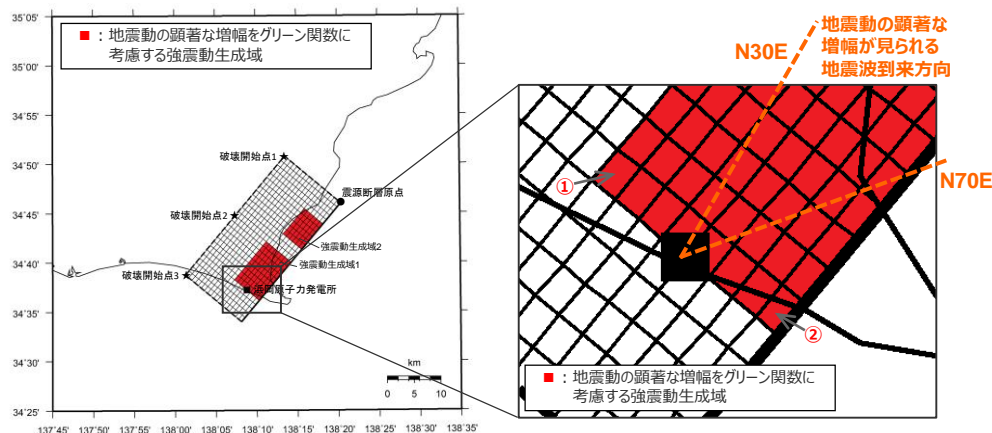 ■：地震動の顕著な増幅をグリーン関数に
考慮する強震動生成域
35˚05'
35˚00'
34˚55'
34˚50'
34˚45'
34˚40'
34˚35'
34˚30'
34˚25'
137˚45' 137˚50' 137˚55' 138˚00' 138˚05' 138˚10' 138˚15' 138˚20' 138˚25' 138˚30' 138˚35'
破壊開始点1
震源断層原点
破壊開始点2
強震動生成域2
強震動生成域1
破壊開始点3
浜岡原子力発電所
km
0 5 10
地震動の顕著な
増幅が見られる
地震波到来方向
N30E
N70E
①
②
■：地震動の顕著な増幅をグリーン関数に
考慮する強震動生成域